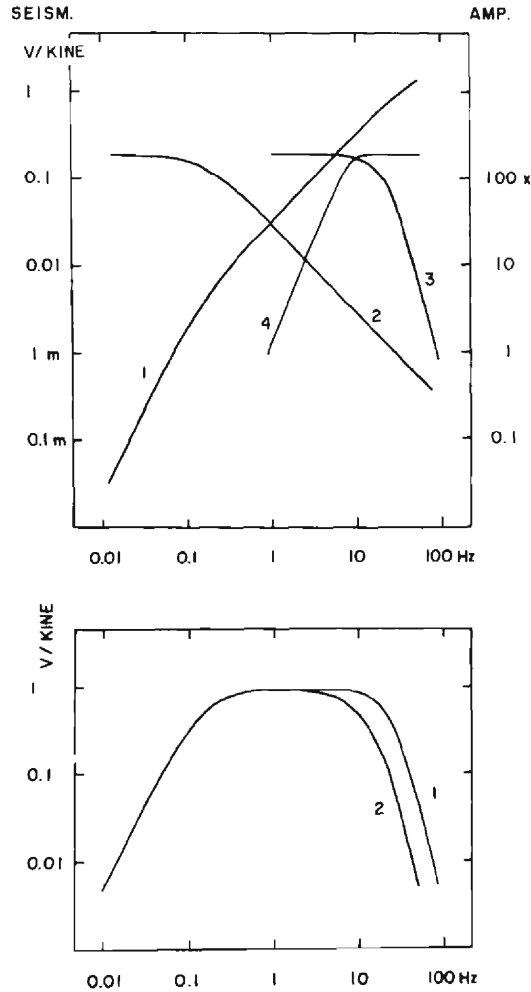 SEISM. AMP.
V/ KINE
1
0.1 100 x
0.01 10
3
4 2
1 m 1
1
0.1 m 0.1
0.01 0.1 1 10 100 Hz
V/KINE
1
0.1
1
2
0.01
0.01 0.1 1 10 100 Hz